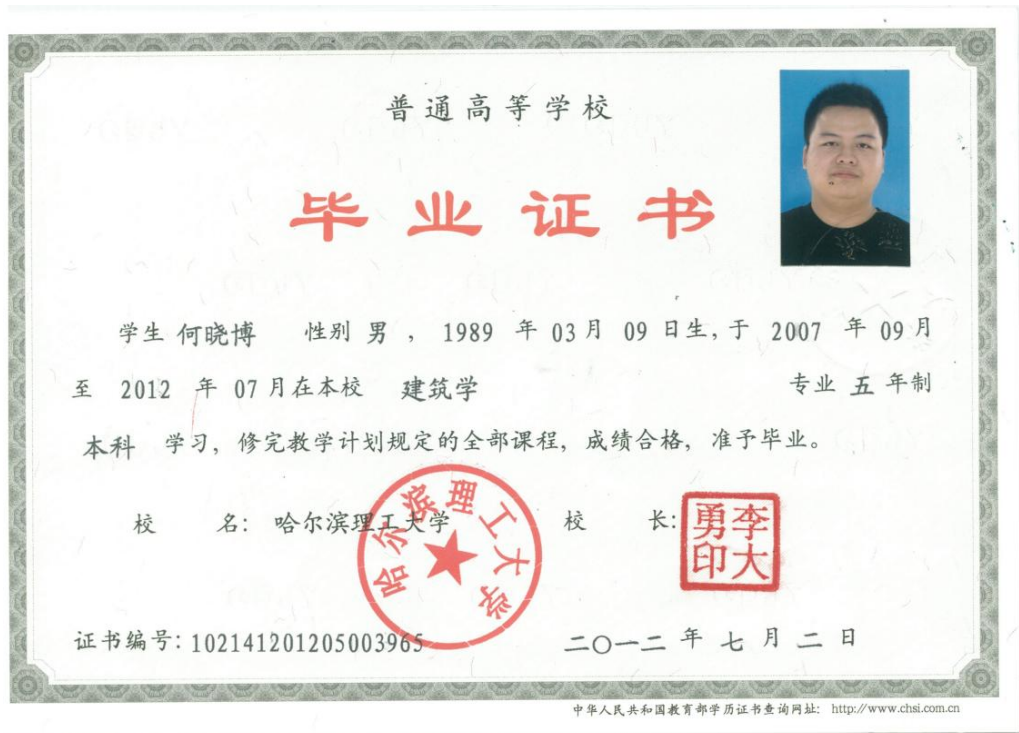 普通高等学校
毕业证书
学生 何晓博 性别 男 ， 1989 年 03 月 09 日生，于 2007 年 09 月
至 2012 年 07 月在本校 建筑学 专业 五 年制
本科 学习，修完教学计划规定的全部课程，成绩合格，准予毕业。
校 名： 哈尔滨理工大学 校 长：
哈尔滨理工大学
李大勇印
证书编号：102141201205003965 二〇一二 年 七 月 二 日
中华人民共和国教育部学历证书查询网址： http://www.chsi.com.cn